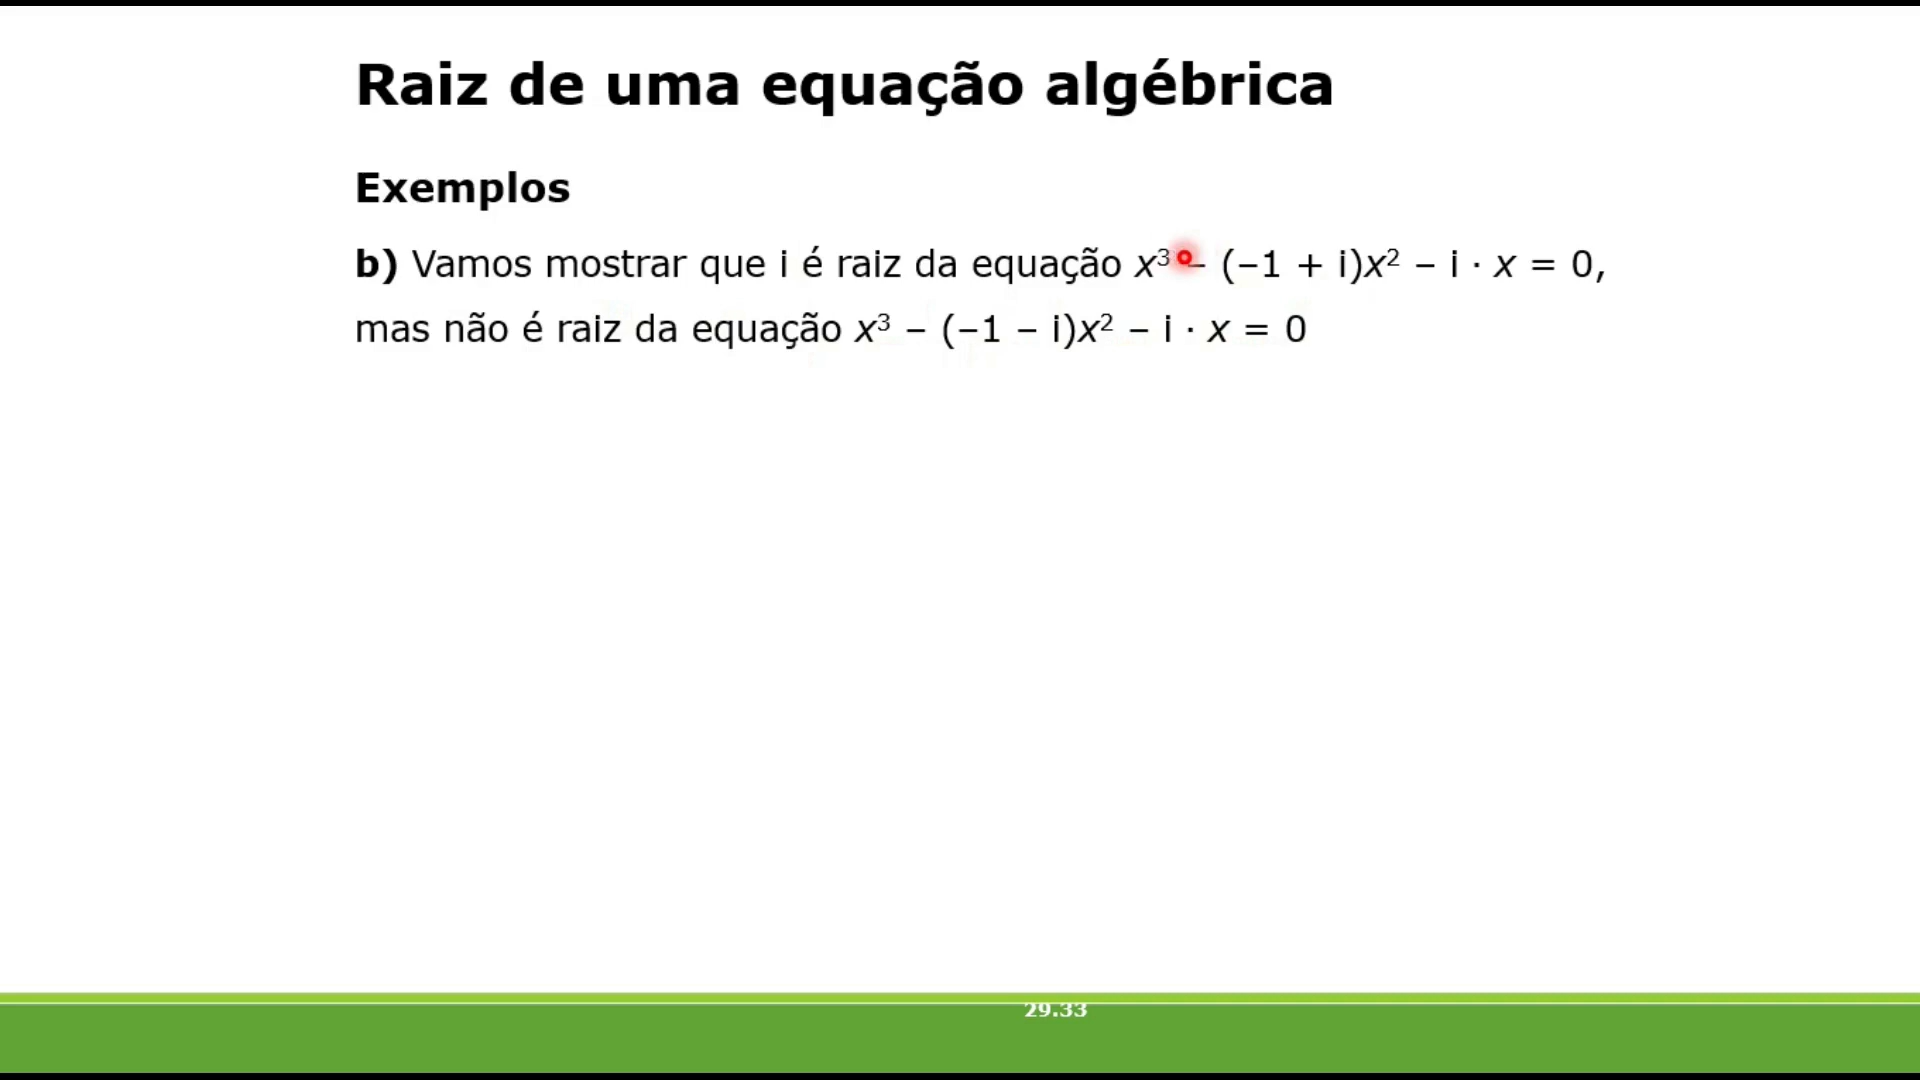 Raiz de uma equação algébrica
Exemplos
b) Vamos mostrar que i é raiz da equação x³ – (–1 + i)x² – i · x = 0,
mas não é raiz da equação x³ – (–1 – i)x² – i · x = 0
29.33